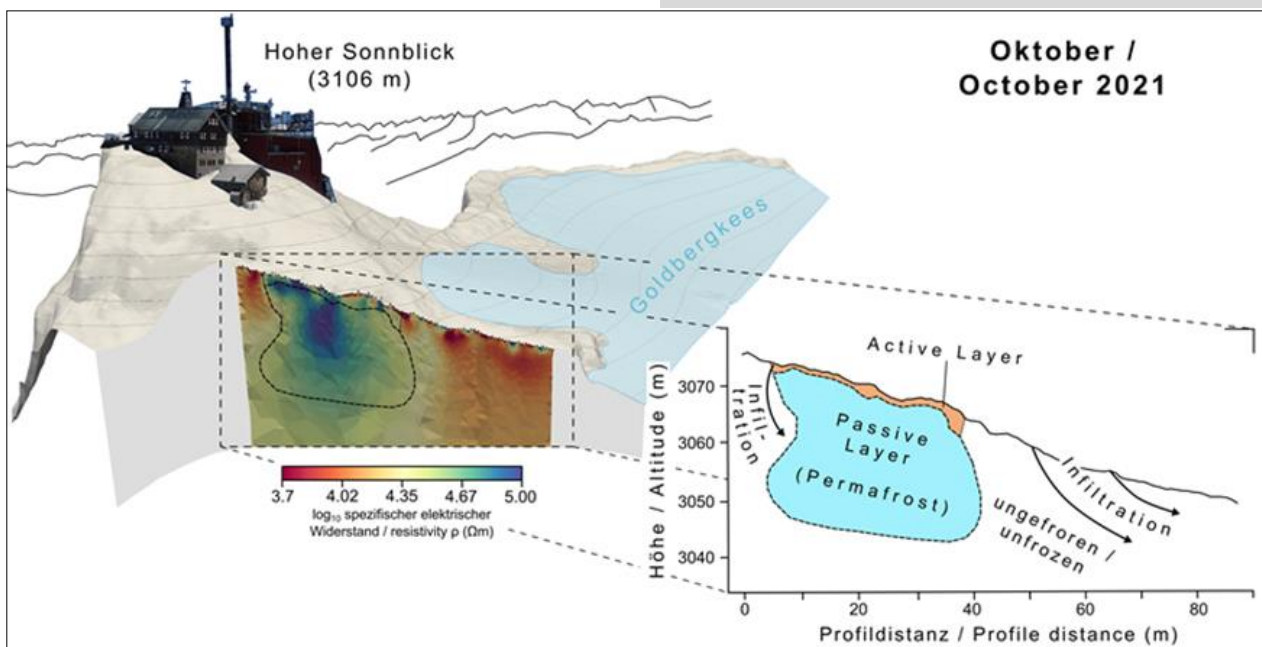 Hoher Sonnblick
(3106 m)
Oktober /
October 2021
Goldbergkees
3.7 4.02 4.35 4.67 5.00
log₁₀ spezifischer elektrischer
Widerstand / resistivity ρ (Ωm)
Höhe / Altitude (m)
3070
3060
3050
3040
Active Layer
Infil-
tration
Passive
Layer
(Permafrost)
Infiltration
ungefroren /
unfrozen
0 20 40 60 80
Profildistanz / Profile distance (m)